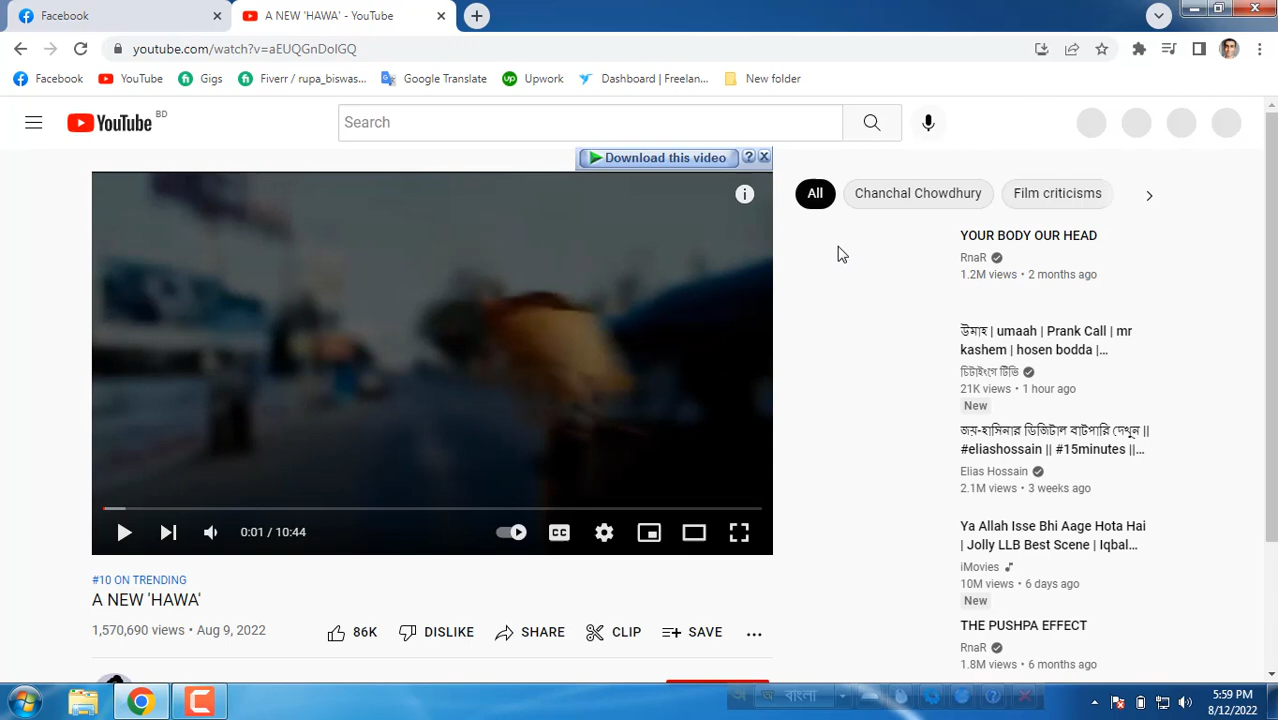 Facebook
A NEW 'HAWA' - YouTube
youtube.com/watch?v=aEUQGnDolGQ
Facebook
YouTube
Gigs
Fiverr / rupa_biswas...
Google Translate
Upwork
Dashboard | Freelan...
New folder
YouTube BD
Search
Download this video
All
Chanchal Chowdhury
Film criticisms
YOUR BODY OUR HEAD
RnaR
1.2M views • 2 months ago
উমাহ | umaah | Prank Call | mr
kashem | hosen bodda |...
চিটাইংগে টিভি
21K views • 1 hour ago
New
জয়-হাসিনার ডিজিটাল বাটপারি দেখুন ||
#eliashossain || #15minutes ||...
Elias Hossain
2.1M views • 3 weeks ago
Ya Allah Isse Bhi Aage Hota Hai
| Jolly LLB Best Scene | Iqbal...
iMovies
10M views • 6 days ago
New
THE PUSHPA EFFECT
RnaR
1.8M views • 6 months ago
0:01 / 10:44
CC
#10 ON TRENDING
A NEW 'HAWA'
1,570,690 views • Aug 9, 2022
86K
DISLIKE
SHARE
CLIP
SAVE
অ
অ
বাংলা
5:59 PM
8/12/2022